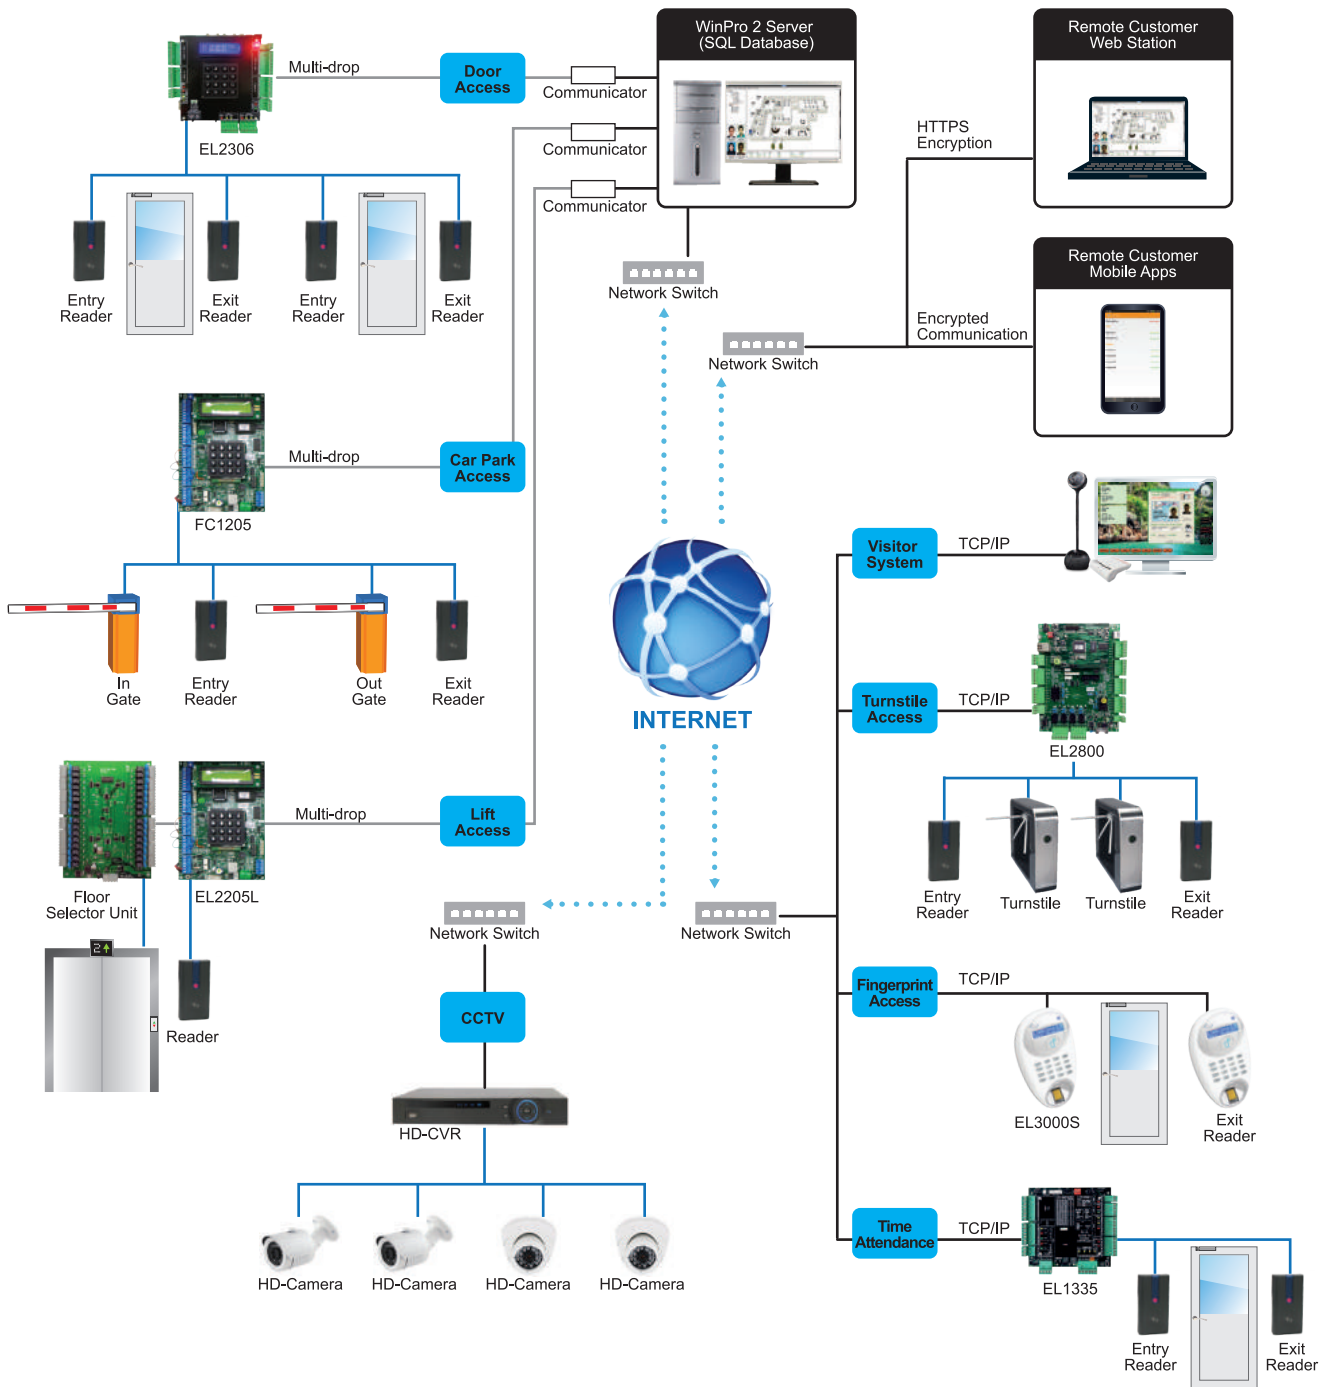 WinPro 2 Server
(SQL Database)
Remote Customer
Web Station
Multi-drop
Door
Access
Communicator
EL2306
Communicator
HTTPS
Encryption
Communicator
Entry
Reader
Exit
Reader
Entry
Reader
Exit
Reader
Network Switch
Remote Customer
Mobile Apps
Encrypted
Communication
Network Switch
Multi-drop
Car Park
Access
FC1205
Visitor
System
TCP/IP
In
Gate
Entry
Reader
Out
Gate
Exit
Reader
INTERNET
Turnstile
Access
TCP/IP
EL2800
Multi-drop
Lift
Access
Floor
Selector Unit
EL2205L
Entry
Reader
Turnstile
Turnstile
Exit
Reader
Network Switch
Network Switch
2
Reader
CCTV
Fingerprint
Access
TCP/IP
EL3000S
Exit
Reader
HD-CVR
HD-Camera
HD-Camera
HD-Camera
HD-Camera
Time
Attendance
TCP/IP
EL1335
Entry
Reader
Exit
Reader